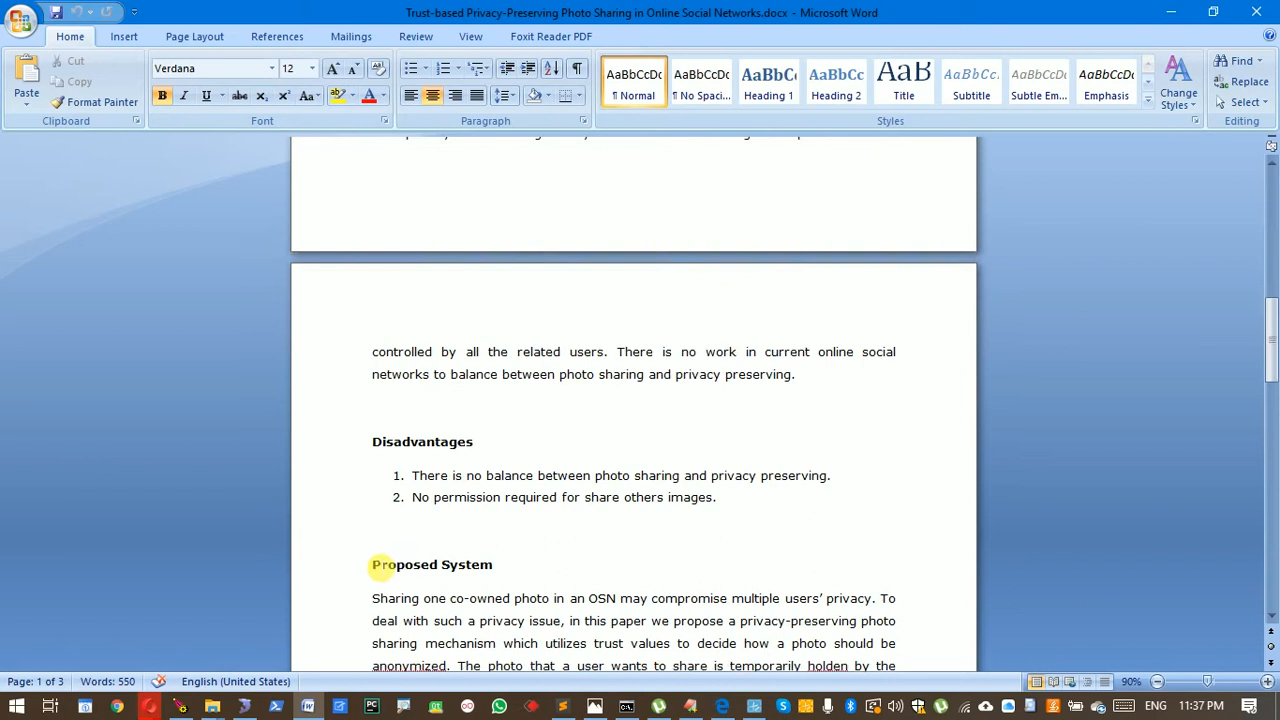 Trust-based Privacy-Preserving Photo Sharing in Online Social Networks.docx - Microsoft Word
Home Insert Page Layout References Mailings Review View Foxit Reader PDF
Paste
Cut
Copy
Format Painter
Clipboard
Verdana 12
Font
Paragraph
AaBbCcDc AaBbCcDc AaBbCc AaBbCc AaB AaBbCc. AaBbCcDc AaBbCcDc
¶ Normal ¶ No Spaci... Heading 1 Heading 2 Title Subtitle Subtle Em... Emphasis
Styles
Change Styles
Find
Replace
Select
Editing
controlled by all the related users. There is no work in current online social
networks to balance between photo sharing and privacy preserving.
Disadvantages
1. There is no balance between photo sharing and privacy preserving.
2. No permission required for share others images.
Proposed System
Sharing one co-owned photo in an OSN may compromise multiple users’ privacy. To
deal with such a privacy issue, in this paper we propose a privacy-preserving photo
sharing mechanism which utilizes trust values to decide how a photo should be
anonymized. The photo that a user wants to share is temporarily holden by the
Page: 1 of 3 Words: 550 English (United States) 90%
ENG 11:37 PM